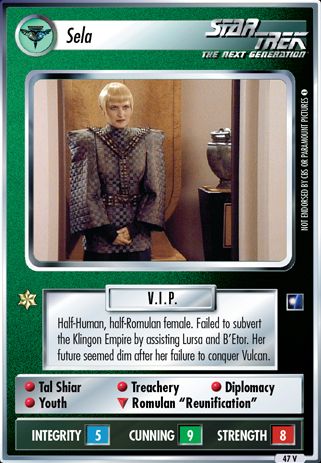 Sela
STAR TREK
THE NEXT GENERATION
NOT ENDORSED BY CBS OR PARAMOUNT PICTURES
V.I.P.
Half-Human, half-Romulan female. Failed to subvert
the Klingon Empire by assisting Lursa and B'Etor. Her
future seemed dim after her failure to conquer Vulcan.
Tal Shiar Treachery Diplomacy
Youth Romulan "Reunification"
INTEGRITY 5 CUNNING 9 STRENGTH 8
47 V